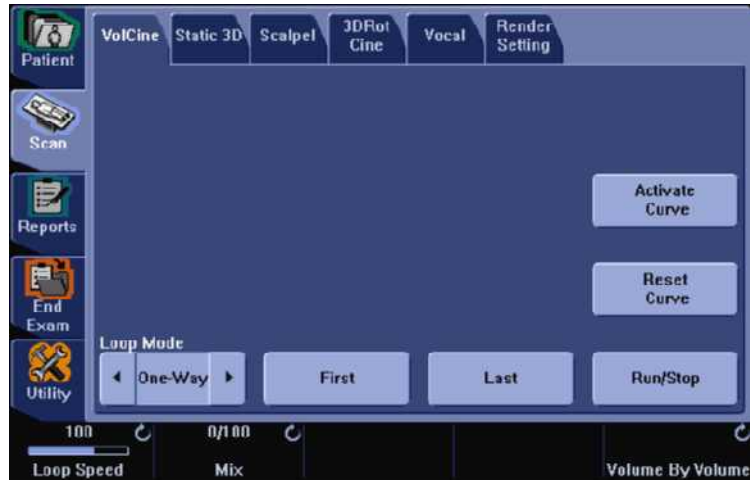 Patient
Scan
Reports
End
Exam
Utility
VolCine
Static 3D
Scalpel
3DRot
Cine
Vocal
Render
Setting
Activate
Curve
Reset
Curve
Loop Mode
One-Way
First
Last
Run/Stop
100
0/100
Loop Speed
Mix
Volume By Volume